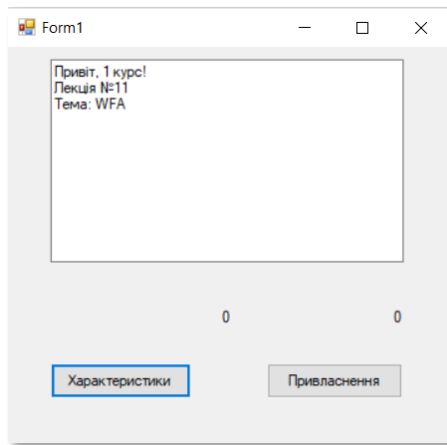 Form1
Привіт, 1 курс!
Лекція №11
Тема: WFA
0 0
Характеристики Привласнення